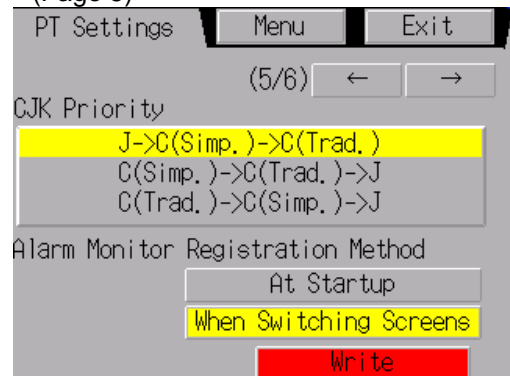 PT Settings Menu Exit
(5/6) ← →
CJK Priority
J->C(Simp.)->C(Trad.)
C(Simp.)->C(Trad.)->J
C(Trad.)->C(Simp.)->J
Alarm Monitor Registration Method
At Startup
When Switching Screens
Write